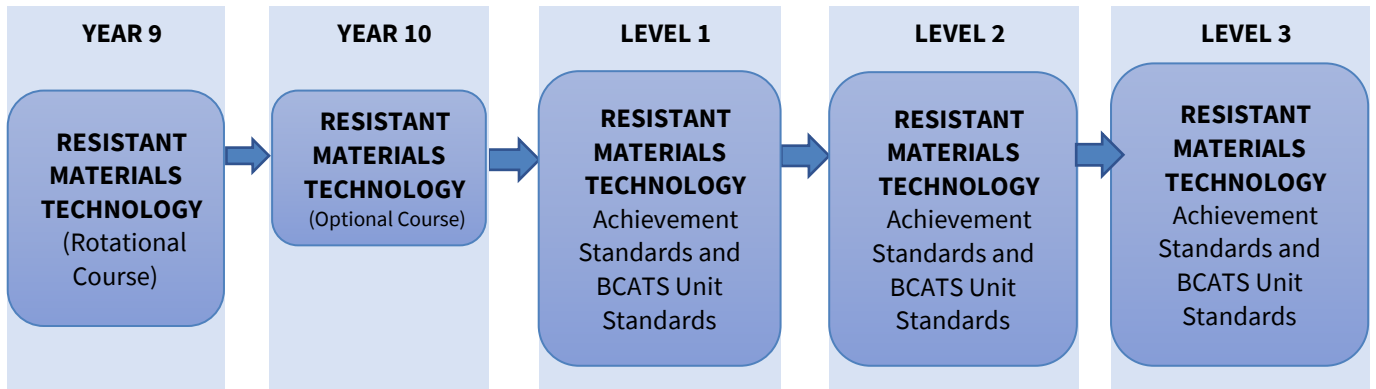 YEAR 9
YEAR 10
LEVEL 1
LEVEL 2
LEVEL 3
RESISTANT
MATERIALS
TECHNOLOGY
(Rotational
Course)
RESISTANT
MATERIALS
TECHNOLOGY
(Optional Course)
RESISTANT
MATERIALS
TECHNOLOGY
Achievement
Standards and
BCATS Unit
Standards
RESISTANT
MATERIALS
TECHNOLOGY
Achievement
Standards and
BCATS Unit
Standards
RESISTANT
MATERIALS
TECHNOLOGY
Achievement
Standards and
BCATS Unit
Standards